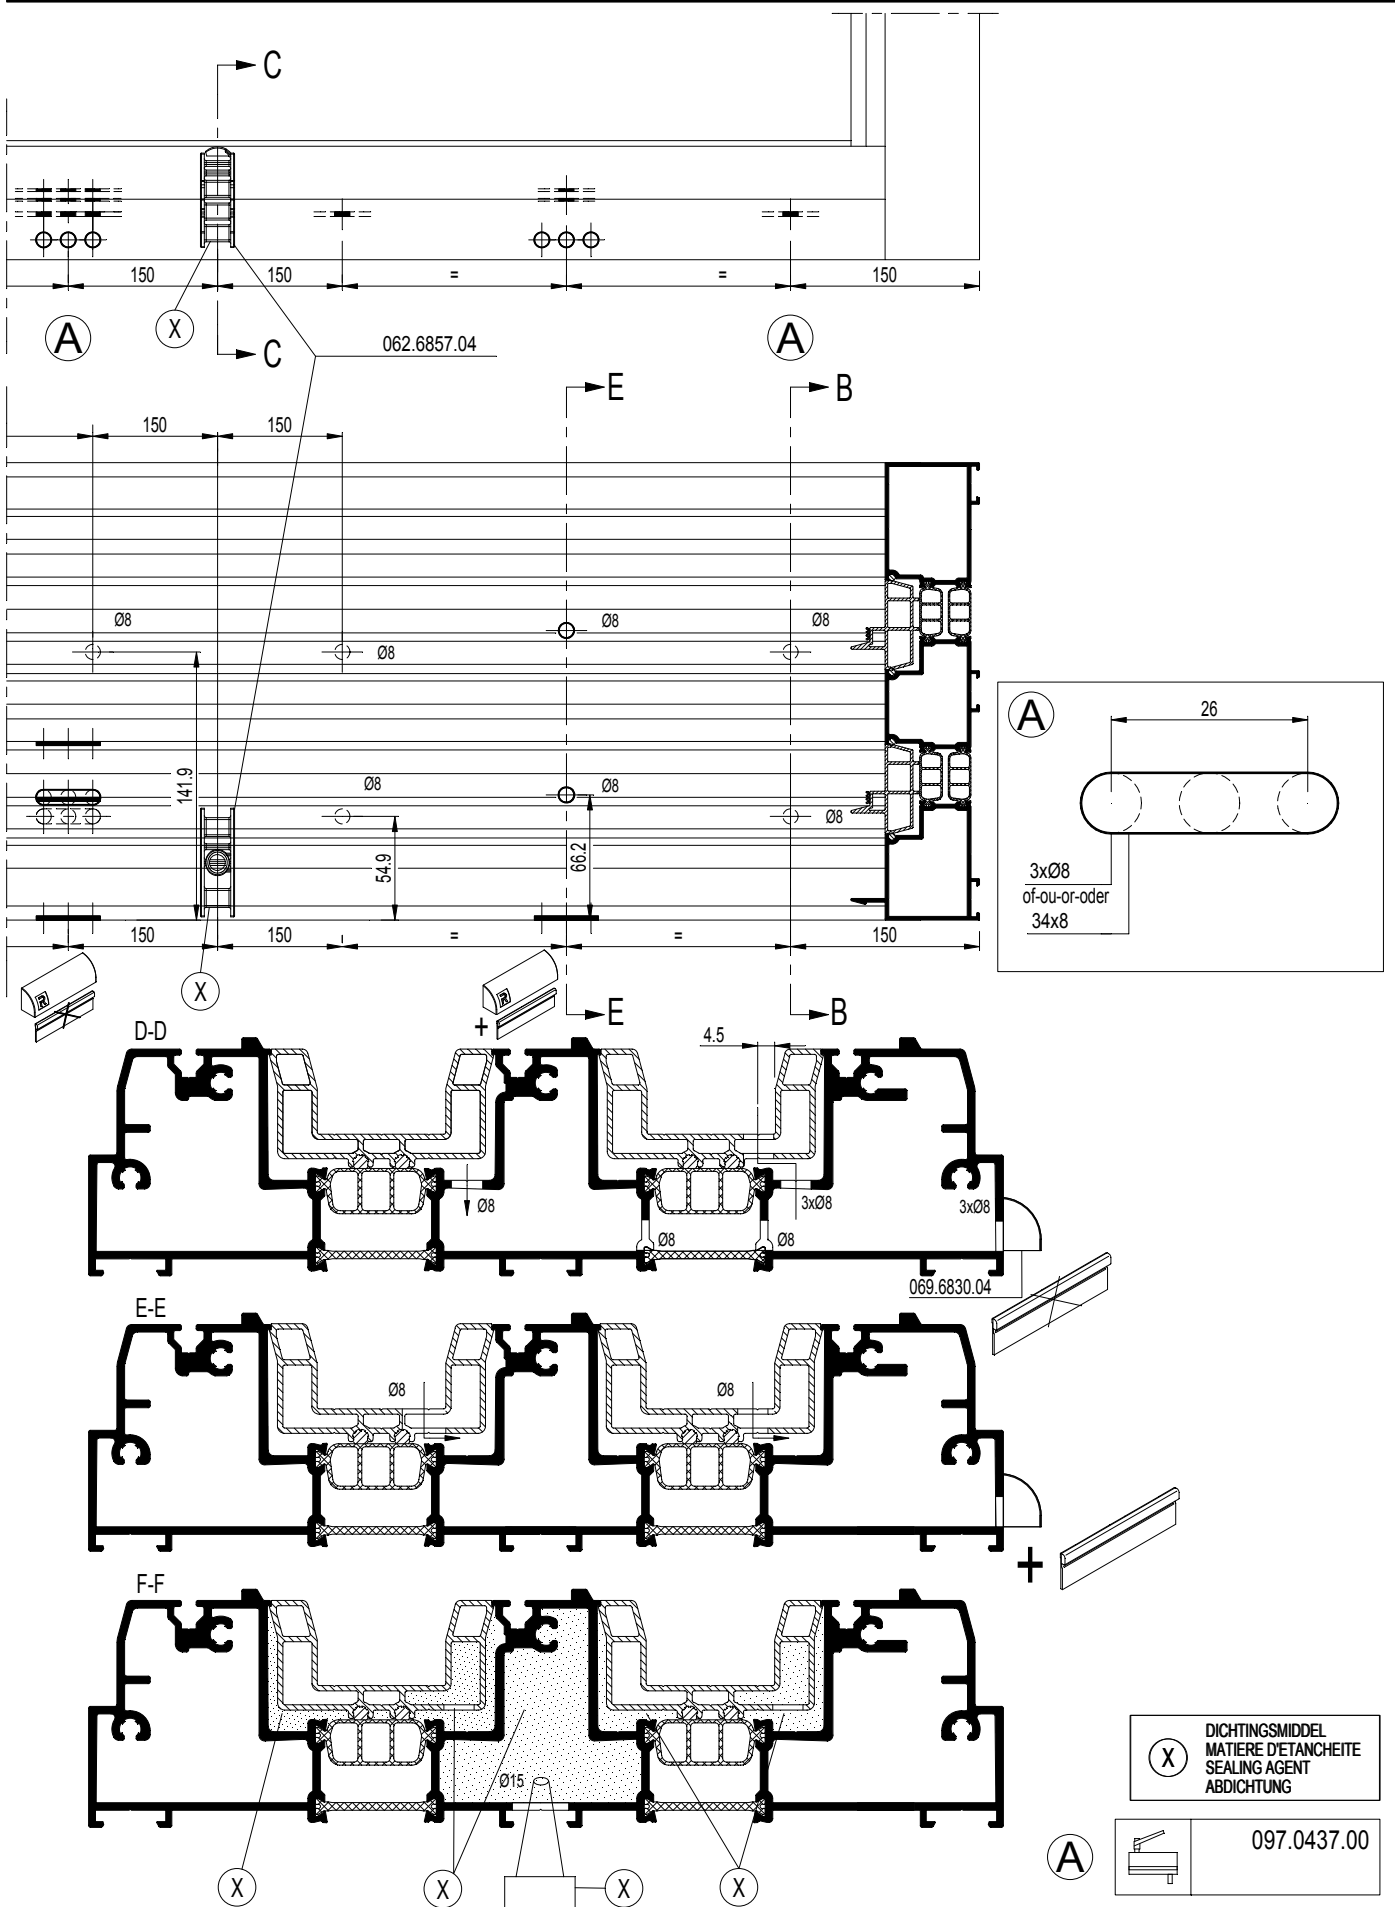 C
150
150
=
=
150
A
X
C
062.6857.04
A
E
B
150
150
Ø8
Ø8
Ø8
Ø8
141.9
Ø8
Ø8
Ø8
54.9
66.2
150
150
=
=
150
X
E
B
A
26
3xØ8
of-ou-or-oder
34x8
R
R
+
D-D
4.5
Ø8
Ø8
Ø8
3xØ8
3xØ8
069.6830.04
E-E
Ø8
Ø8
+
F-F
Ø15
X
X
X
X
X
DICHTINGSMIDDEL
MATIERE D'ETANCHEITE
SEALING AGENT
ABDICHTUNG
A
097.0437.00